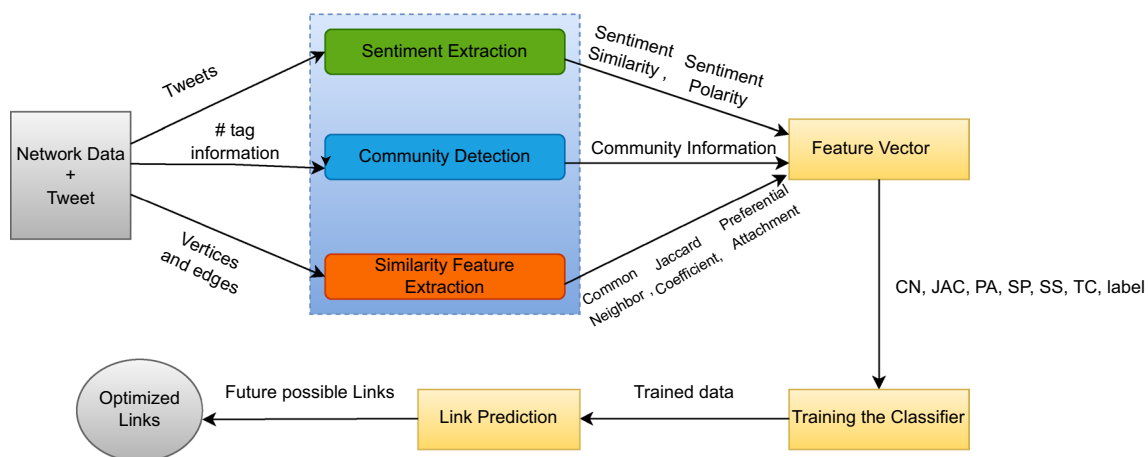 Network Data
+
Tweet
Tweets
# tag
information
Vertices
and edges
Sentiment Extraction
Community Detection
Similarity Feature
Extraction
Sentiment Sentiment
Similarity , Polarity
Community Information
Common Jaccard Preferential
Neighbor , Coefficient, Attachment
Feature Vector
CN, JAC, PA, SP, SS, TC, label
Training the Classifier
Trained data
Link Prediction
Future possible Links
Optimized
Links